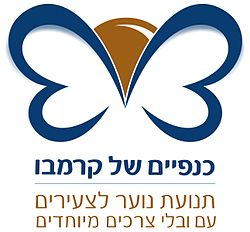 כנפיים של קרמבו
תנועת נוער לצעירים
עם ובלי צרכים מיוחדים